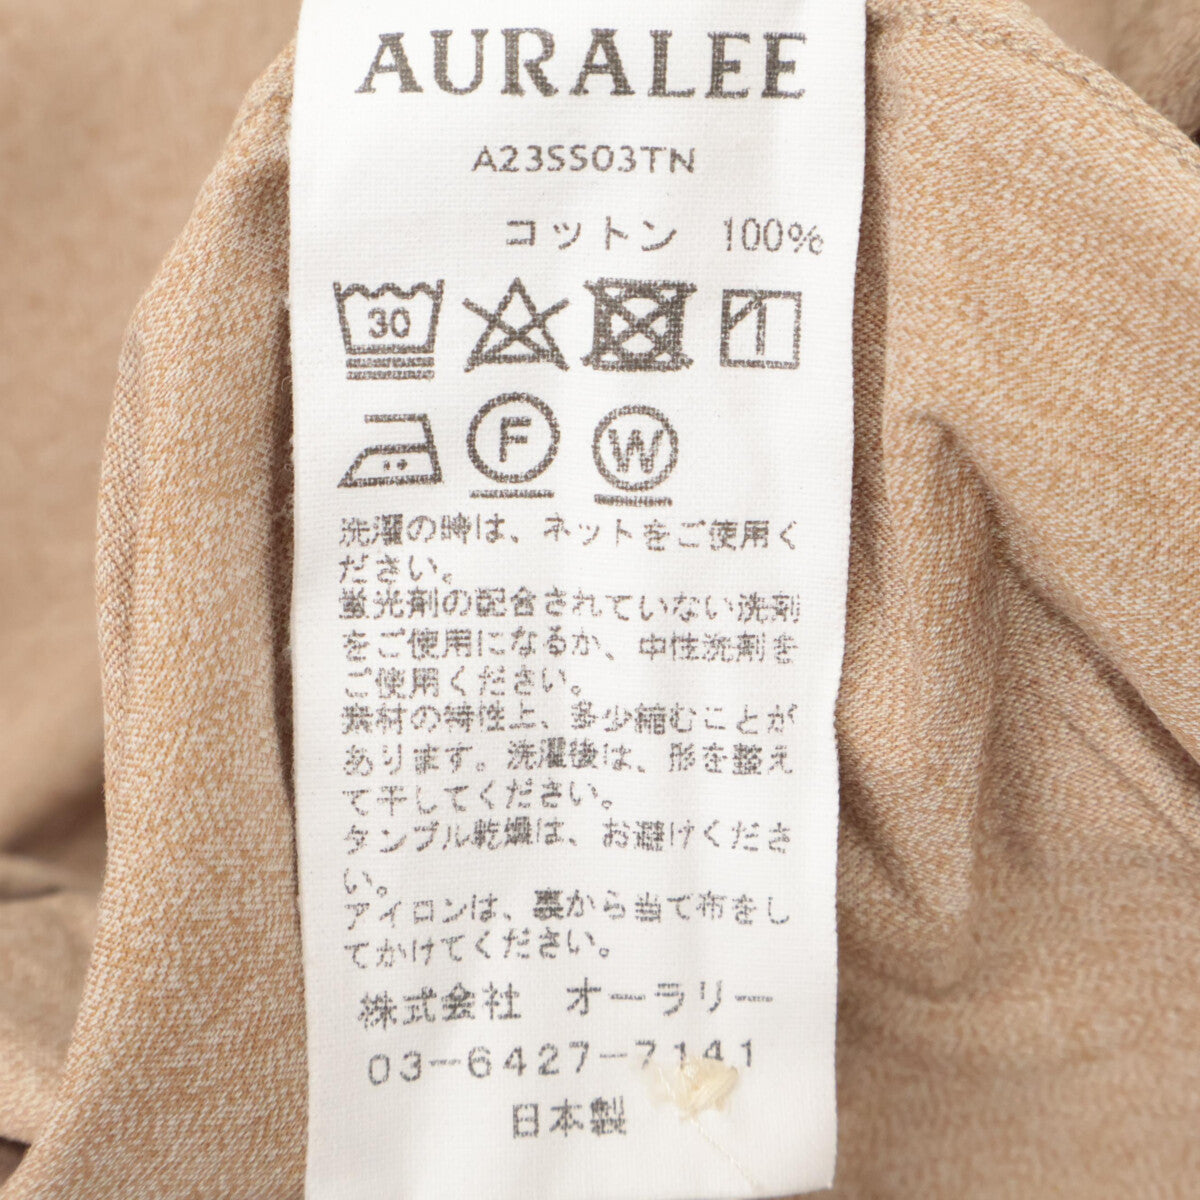 AURALEE
A23SS03TN
コットン 100%
30
F W
洗濯の時は、ネットをご使用く
ださい。
蛍光剤の配合されていない洗剤
をご使用になるか、中性洗剤を
ご使用ください。
素材の特性上、多少縮むことが
あります。洗濯後は、形を整え
て干してください。
タンブル乾燥は、お避けくださ
い。
アイロンは、裏から当て布をし
てかけてください。
株式会社 オーラリー
03-6427-7141
日本製